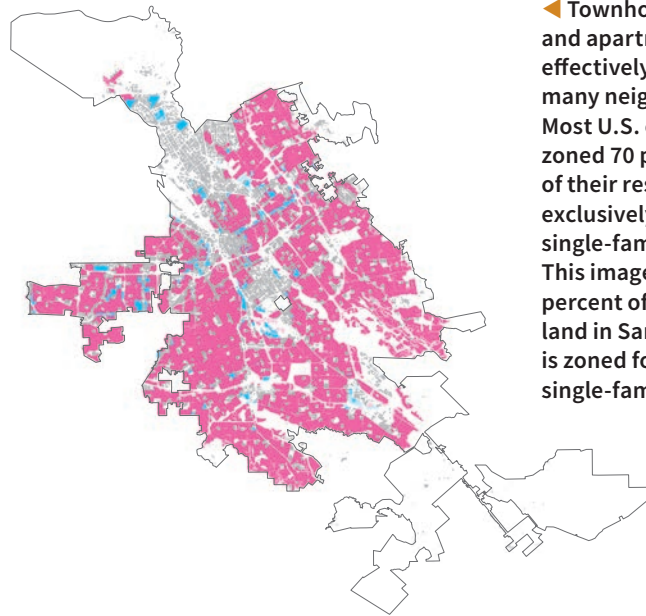 ◀ Townho
and apartm
effectively
many neig
Most U.S.
zoned 70 p
of their res
exclusively
single-fam
This image
percent of
land in San
is zoned fo
single-fam